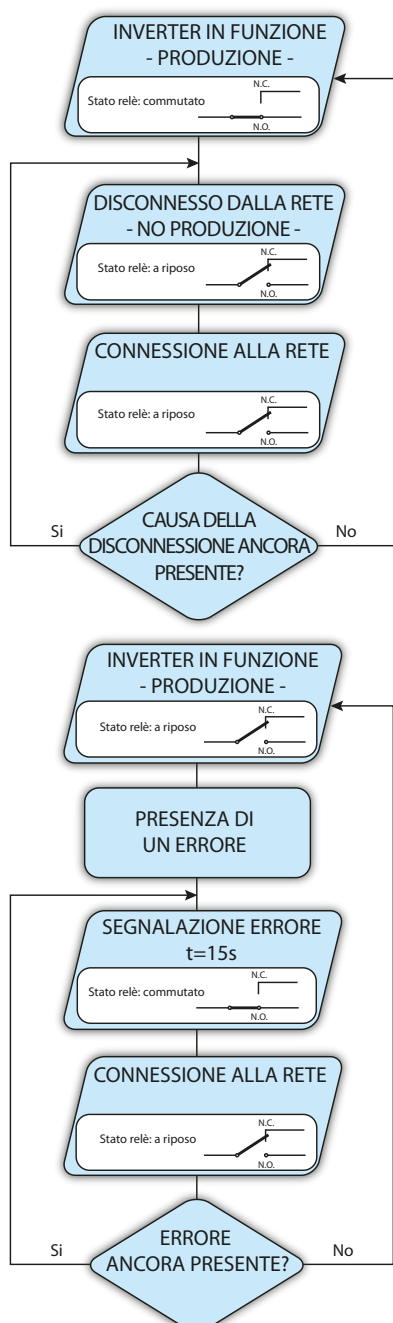 INVERTER IN FUNZIONE
- PRODUZIONE -
N.C.
Stato relè: commutato
N.O.
DISCONNESSO DALLA RETE
- NO PRODUZIONE -
N.C.
Stato relè: a riposo
N.O.
CONNESSIONE ALLA RETE
N.C.
Stato relè: a riposo
N.O.
Si
No
CAUSA DELLA
DISCONNESSIONE ANCORA
PRESENTE?
INVERTER IN FUNZIONE
- PRODUZIONE -
N.C.
Stato relè: a riposo
N.O.
PRESENZA DI
UN ERRORE
SEGNALAZIONE ERRORE
t=15s
N.C.
Stato relè: commutato
N.O.
CONNESSIONE ALLA RETE
N.C.
Stato relè: a riposo
N.O.
Si
No
ERRORE
ANCORA PRESENTE?